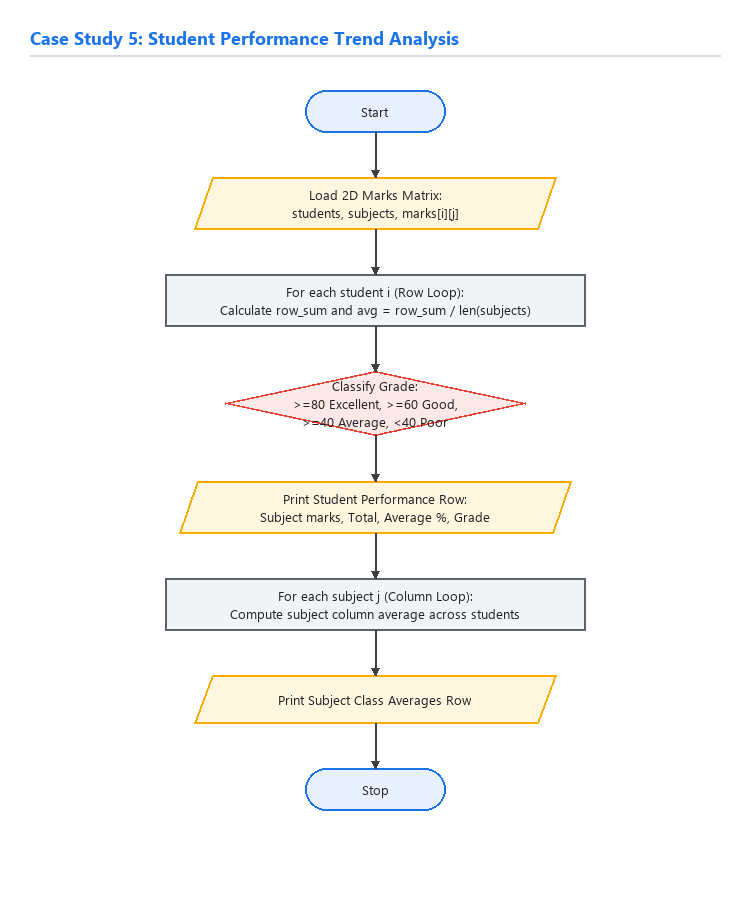 Case Study 5: Student Performance Trend Analysis
Start
Load 2D Marks Matrix:
students, subjects, marks[i][j]
For each student i (Row Loop):
Calculate row_sum and avg = row_sum / len(subjects)
Classify Grade:
>=80 Excellent, >=60 Good,
>=40 Average, <40 Poor
Print Student Performance Row:
Subject marks, Total, Average %, Grade
For each subject j (Column Loop):
Compute subject column average across students
Print Subject Class Averages Row
Stop